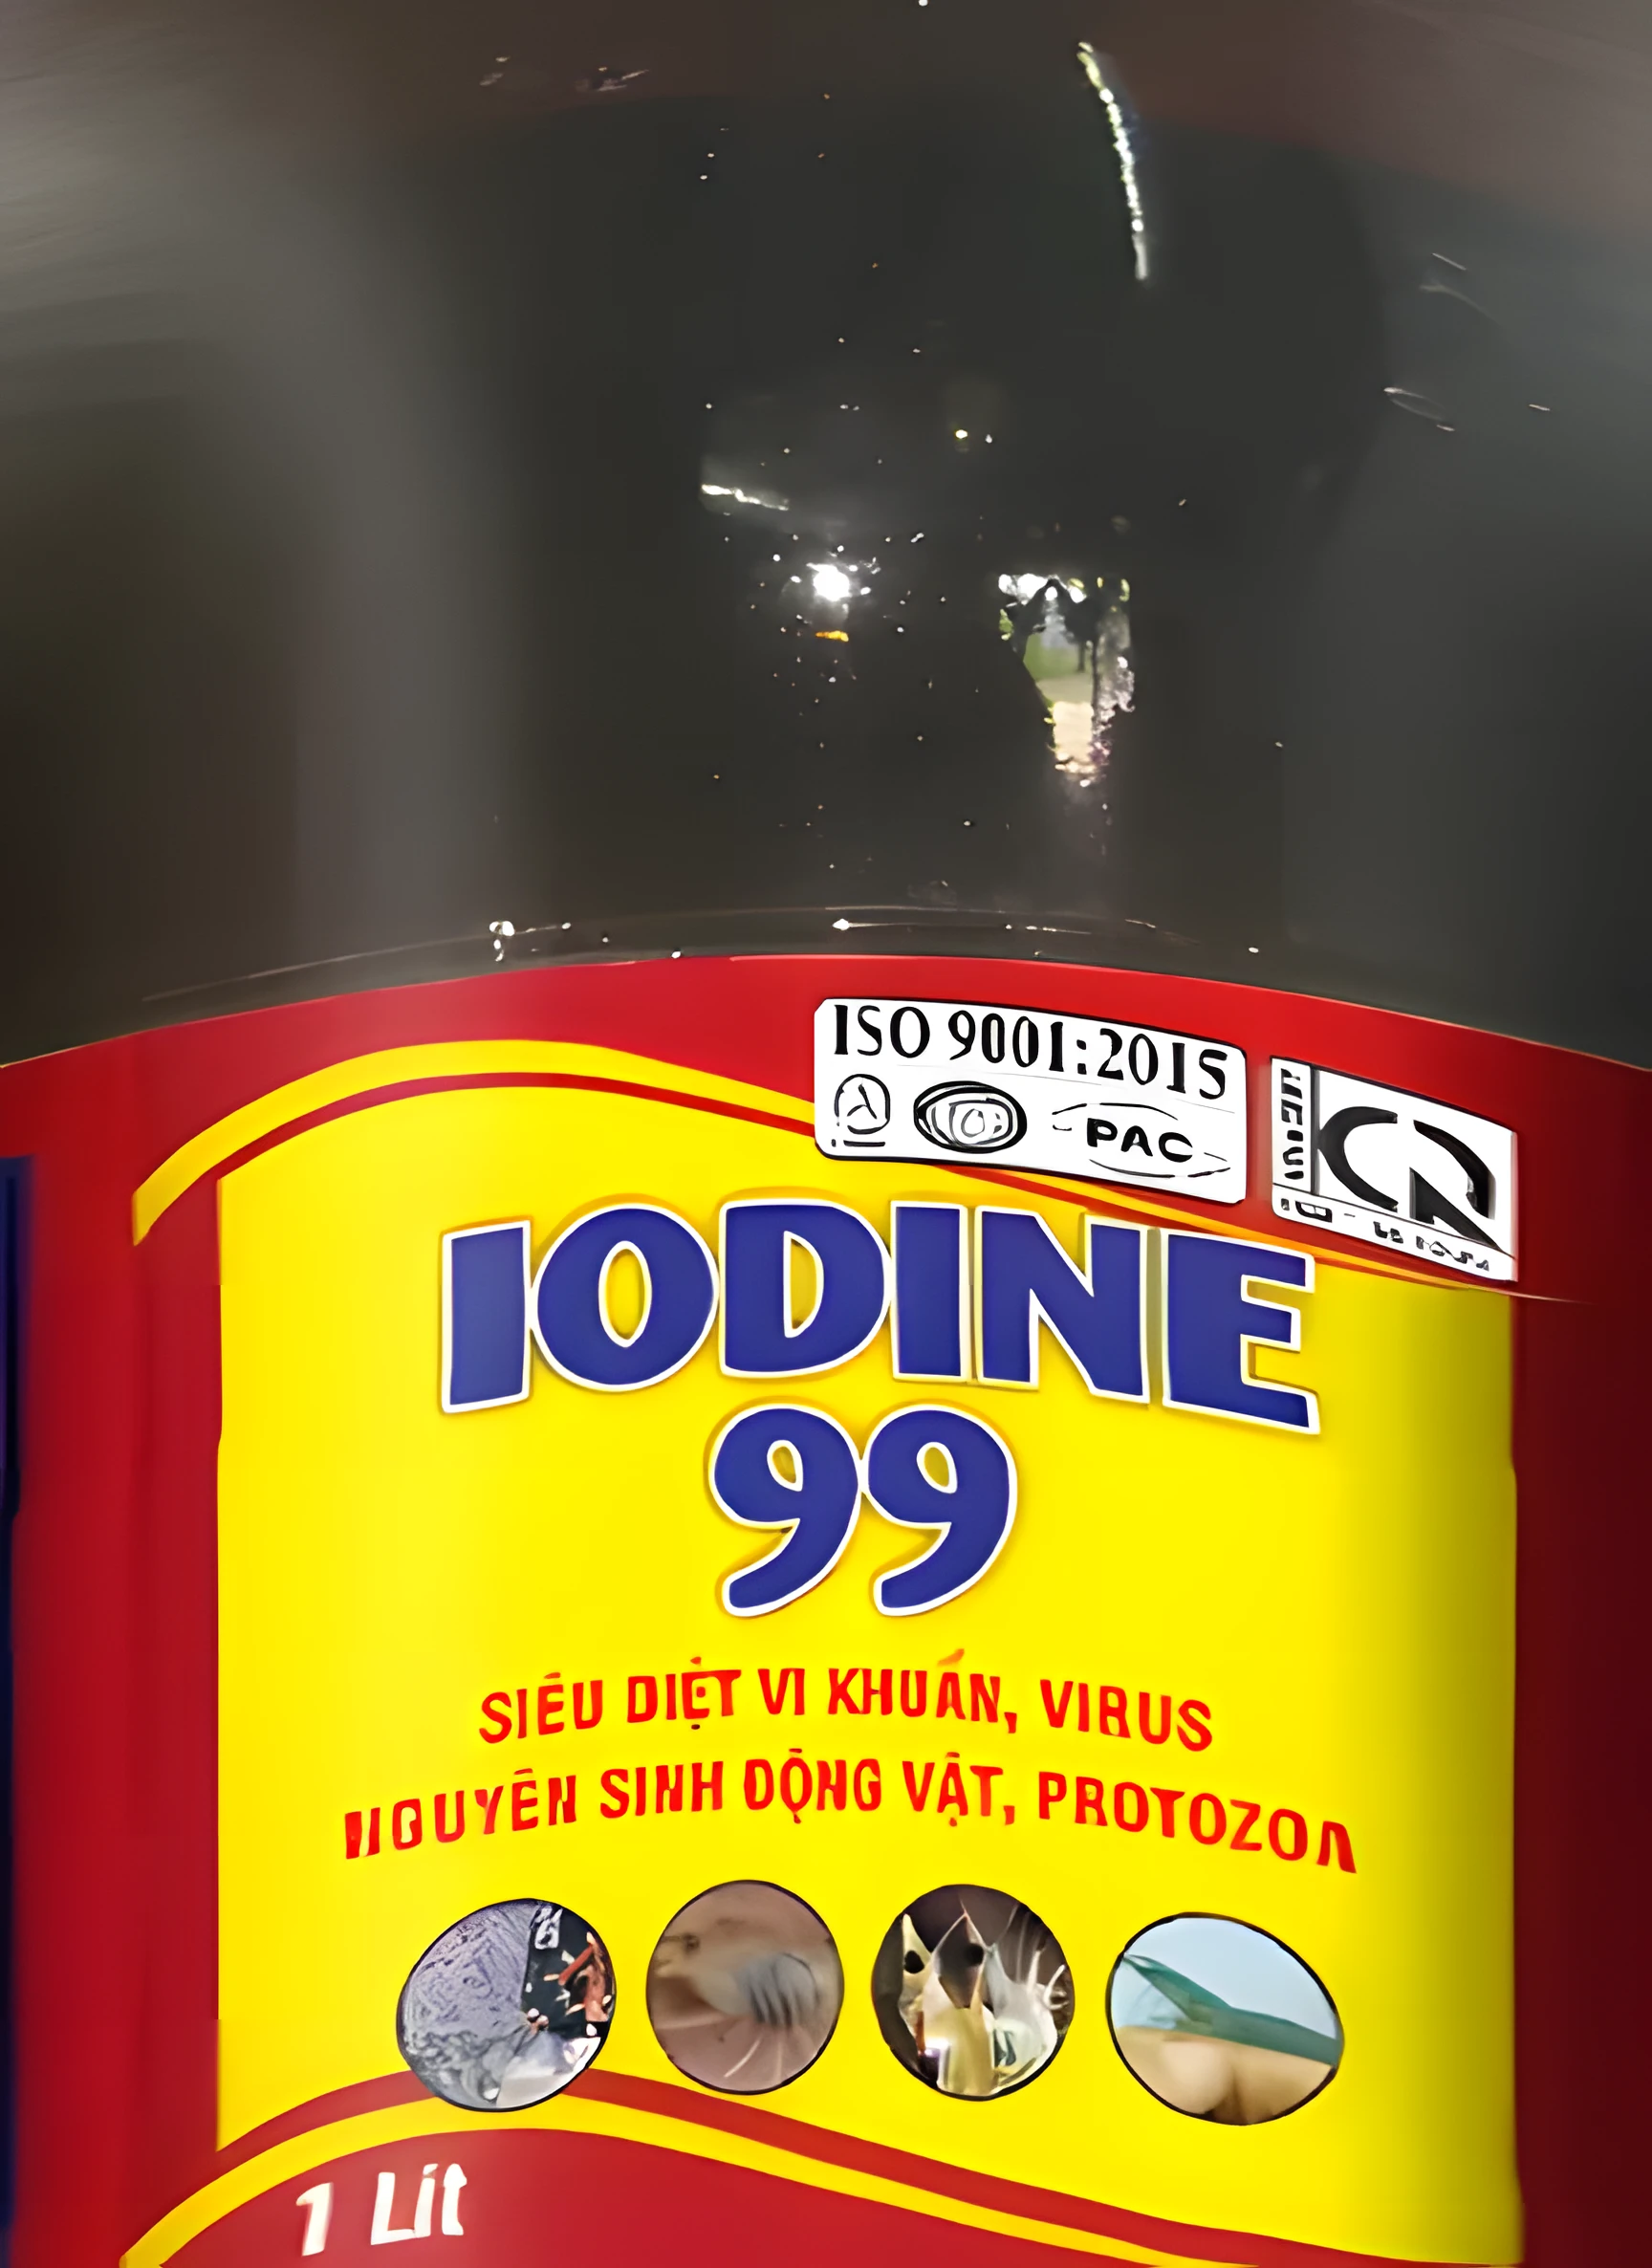 ISO 9001:2015
PAC
IODINE
99
SIÊU DIỆT VI KHUẨN, VIRUS
NGUYÊN SINH ĐỘNG VẬT, PROTOZOA
1 Lít